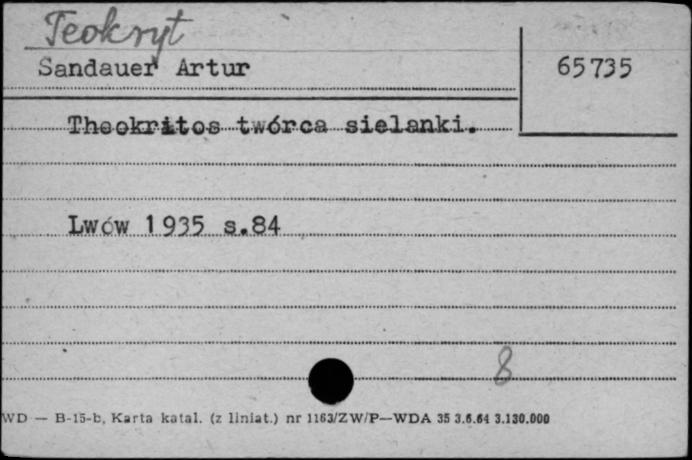 Teokryt
Sandauer Artur
65735
Theokritos twórca sielanki.
Lwów 1935 s.84
8
WD — B-15-b, Karta katal. (z liniat.) nr 1163/ZW/P—WDA 35 3.6.64 3.130.000